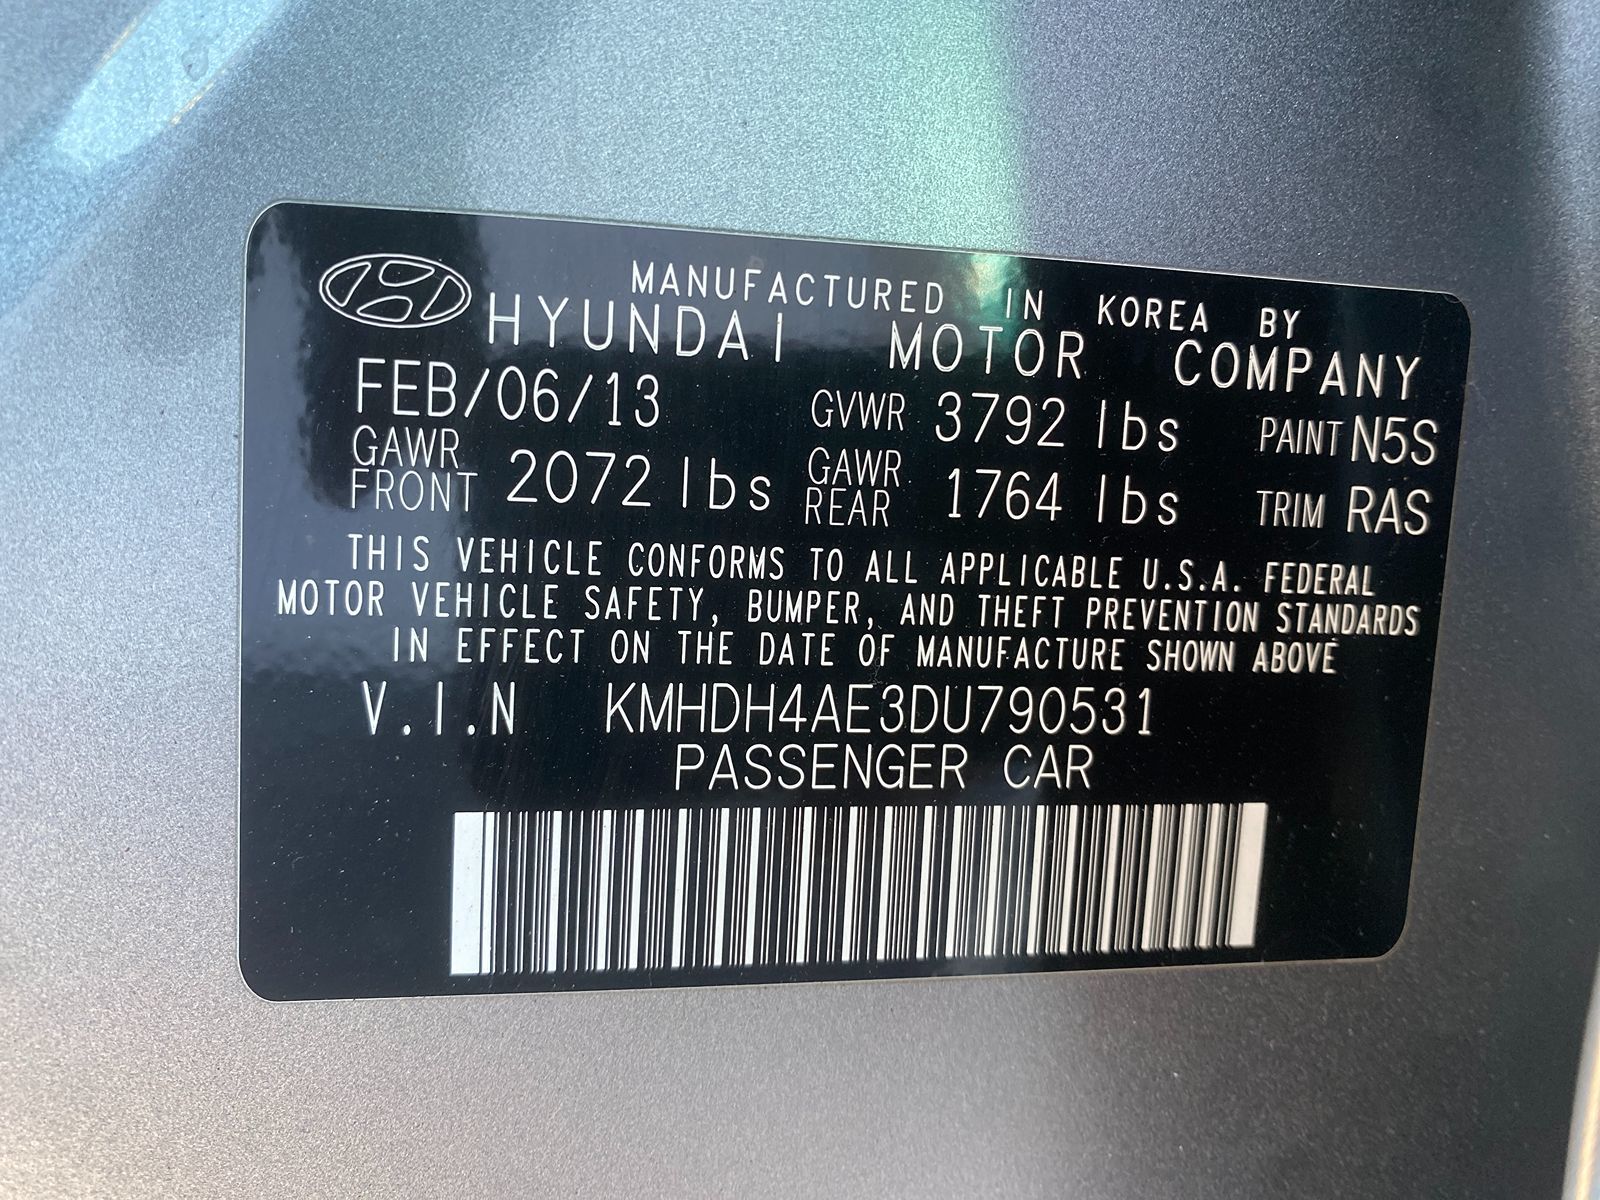 MANUFACTURED IN KOREA BY
HYUNDAI MOTOR COMPANY
FEB/06/13 GVWR 3792 lbs PAINT N5S
GAWR FRONT 2072 lbs GAWR REAR 1764 lbs TRIM RAS
THIS VEHICLE CONFORMS TO ALL APPLICABLE U.S.A. FEDERAL
MOTOR VEHICLE SAFETY, BUMPER, AND THEFT PREVENTION STANDARDS
IN EFFECT ON THE DATE OF MANUFACTURE SHOWN ABOVE
V.I.N KMHDH4AE3DU790531
PASSENGER CAR